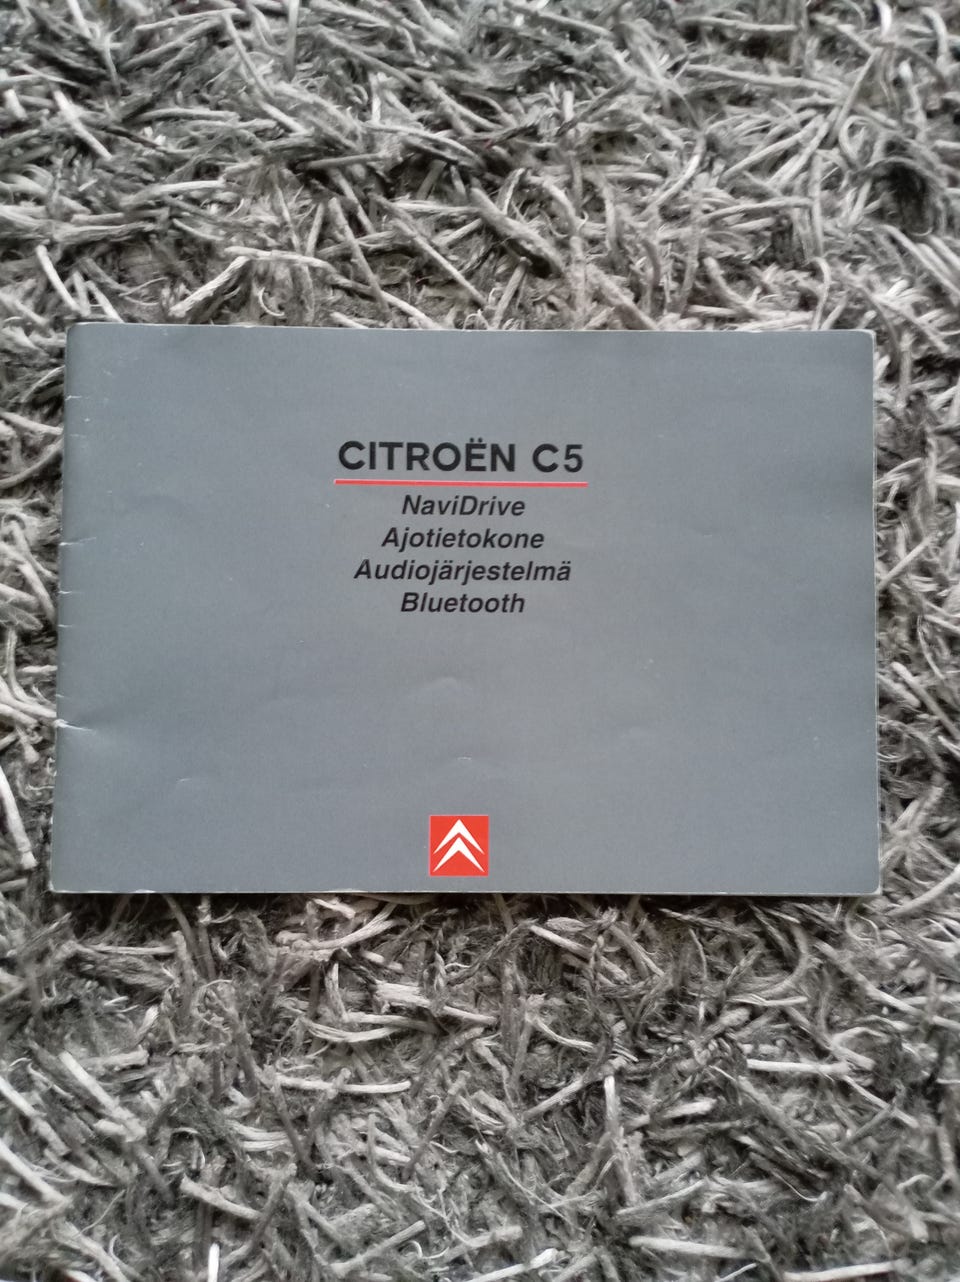 CITROËN C5
NaviDrive
Ajotietokone
Audiojärjestelmä
Bluetooth